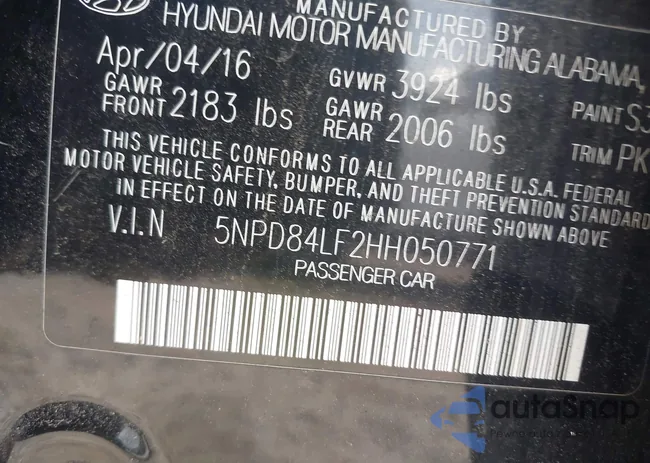 MANUFACTURED BY
HYUNDAI MOTOR MANUFACTURING ALABAMA,
Apr/04/16 GVWR 3924 lbs PAINT S3
GAWR FRONT 2183 lbs GAWR REAR 2006 lbs TRIM PK
THIS VEHICLE CONFORMS TO ALL APPLICABLE U.S.A. FEDERAL
MOTOR VEHICLE SAFETY, BUMPER, AND THEFT PREVENTION STANDARD
IN EFFECT ON THE DATE OF MANUFACTURE SHOWN ABOVE
V.I.N 5NPD84LF2HH050771
PASSENGER CAR
autoSnap